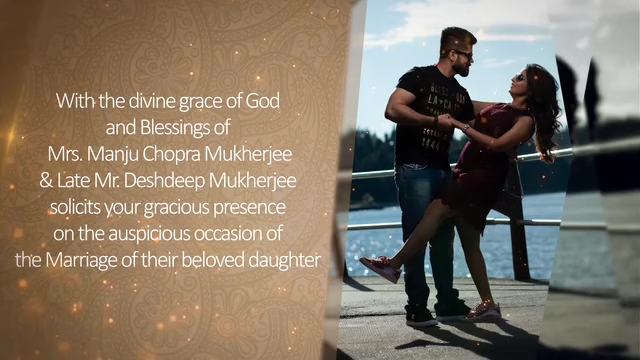 With the divine grace of God
and Blessings of
Mrs. Manju Chopra Mukherjee
& Late Mr. Deshdeep Mukherjee
solicits your gracious presence
on the auspicious occasion of
the Marriage of their beloved daughter